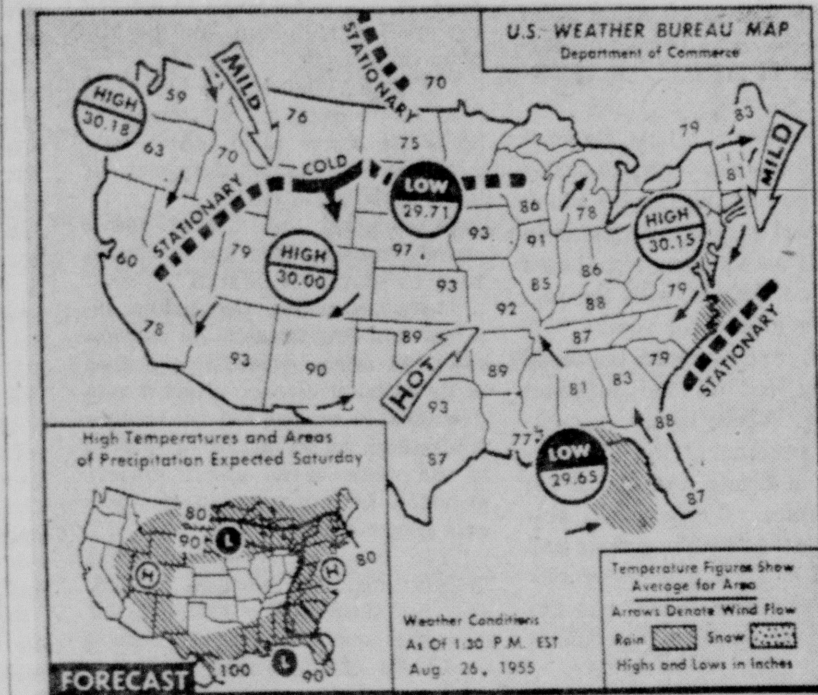 U.S. WEATHER BUREAU MAP
Department of Commerce
STATIONARY
70
MILD
HIGH
30.18
59
76
63
70
COLD
75
STATIONARY
LOW
29.71
86
78
79
83
81
MILD
HIGH
30.15
60
79
HIGH
30.00
97
93
91
86
93
85
88
79
78
92
87
STATIONARY
93
90
89
HOT
89
81
83
79
93
88
87
77
LOW
29.65
87
High Temperatures and Areas
of Precipitation Expected Saturday
80
90
L
H
H
80
100
L
90
FORECAST
Weather Conditions
As Of 1:30 P.M. EST
Aug. 26, 1955
Temperature Figures Show
Average for Area
Arrows Denote Wind Flow
Rain Snow
Highs and Lows in Inches